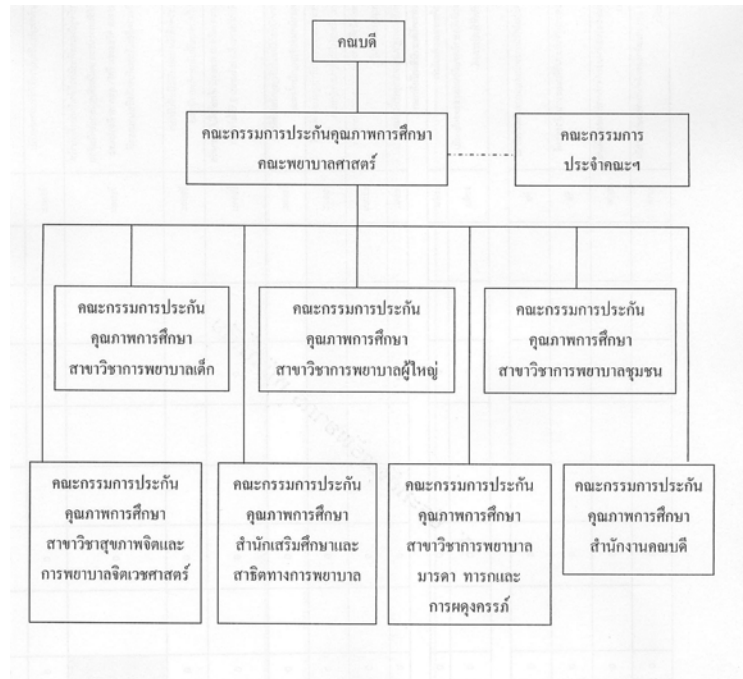 คณบดี
คณะกรรมการประกันคุณภาพการศึกษา
คณะพยาบาลศาสตร์
คณะกรรมการ
ประจำคณะฯ
คณะกรรมการประกัน
คุณภาพการศึกษา
สาขาวิชาการพยาบาลเด็ก
คณะกรรมการประกัน
คุณภาพการศึกษา
สาขาวิชาการพยาบาลผู้ใหญ่
คณะกรรมการประกัน
คุณภาพการศึกษา
สาขาวิชาการพยาบาลชุมชน
คณะกรรมการประกัน
คุณภาพการศึกษา
สาขาวิชาสุขภาพจิตและ
การพยาบาลจิตเวชศาสตร์
คณะกรรมการประกัน
คุณภาพการศึกษา
สำนักเสริมศึกษาและ
สาธิตทางการพยาบาล
คณะกรรมการประกัน
คุณภาพการศึกษา
สาขาวิชาการพยาบาล
มารดา ทารกและ
การผดุงครรภ์
คณะกรรมการประกัน
คุณภาพการศึกษา
สำนักงานคณบดี